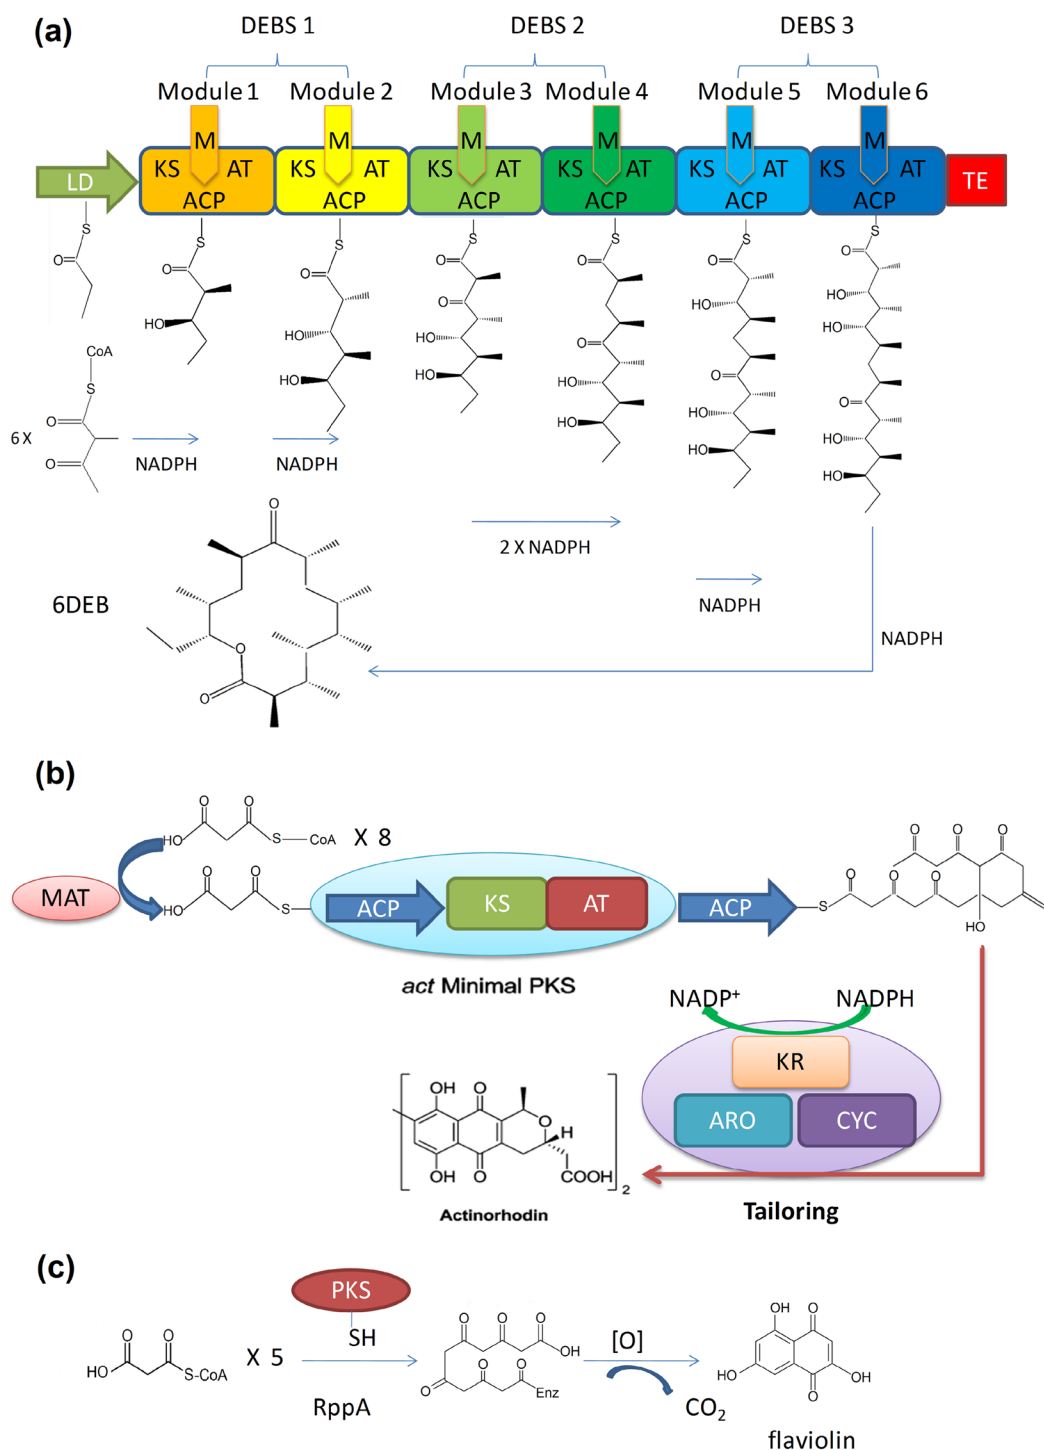 (a)
DEBS 1 DEBS 2 DEBS 3
Module 1 Module 2 Module 3 Module 4 Module 5 Module 6
M M M M M M
LD KS AT KS AT KS AT KS AT KS AT KS AT TE
ACP ACP ACP ACP ACP ACP
S S S S S S S
O O O O O O O
O
HO HO HO HO
HO HO O HO
HO O HO
HO HO O
HO HO HO
HO HO
CoA
S
O
6 X
O
NADPH NADPH
2 X NADPH
NADPH
NADPH
6DEB
O
O
O
(b)
O O
HO S CoA X 8
MAT
O O
HO S
ACP KS AT
act Minimal PKS
ACP
S
O O O
O O O
HO
NADP+ NADPH
KR
ARO CYC
Tailoring
OH O
O
H
OH O COOH
2
Actinorhodin
(c)
PKS
SH
O O
HO S-CoA X 5
RppA
O O O
OH
O O O
Enz
[O]
CO2
OH O
HO OH
O
flaviolin